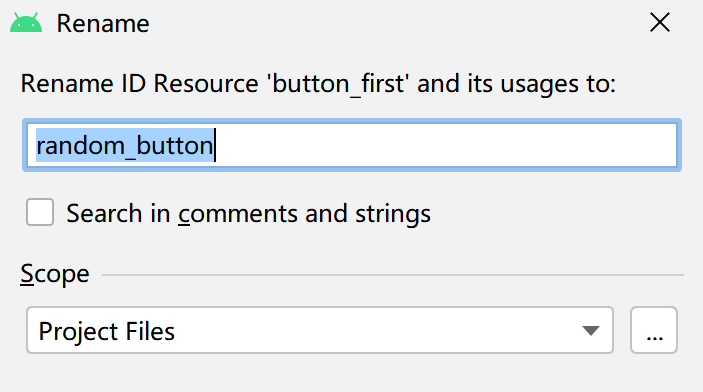 Rename
Rename ID Resource 'button_first' and its usages to:
random_button
Search in comments and strings
Scope
Project Files
...